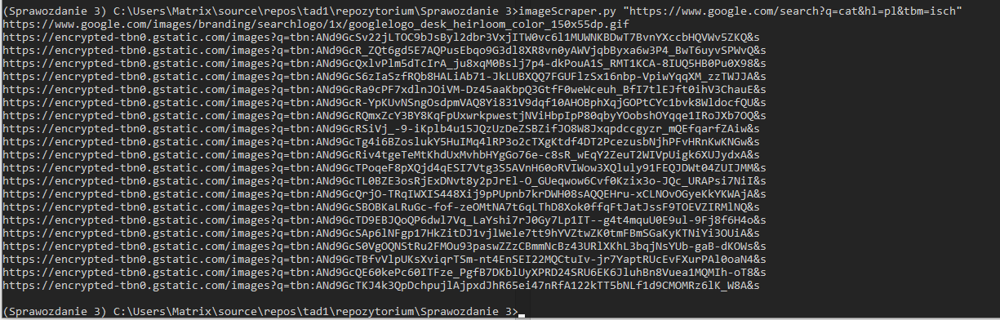 (Sprawozdanie 3) C:\Users\Matrix\source\repos\tad1\repozytorium\Sprawozdanie 3>imageScraper.py "https://www.google.com/search?q=cat&hl=pl&tbm=isch"
https://www.google.com/images/branding/searchlogo/1x/googlelogo_desk_heirloom_color_150x55dp.gif
https://encrypted-tbn0.gstatic.com/images?q=tbn:ANd9GcSv22jLTOC9bJsByl2dbr3VxjITW0vc6l1MUWNKBDwT7BvnYXccbHQVWv5ZKQ&s
https://encrypted-tbn0.gstatic.com/images?q=tbn:ANd9GcR_ZQt6gd5E7AQPusEbqo9G3dl8XR8vn0yAWVjqbByxa6w3P4_BwT6uyvSPWvQ&s
https://encrypted-tbn0.gstatic.com/images?q=tbn:ANd9GcQxlvPlm5dTcIrA_ju8xqM0Bslj7p4-dkPouA1S_RMT1KCA-8IUQ5HB0Pu0X98&s
https://encrypted-tbn0.gstatic.com/images?q=tbn:ANd9GcS6zIaSzfRQb8HALiAb71-JkLUBXQQ7FGUFlzSx16nbp-VpiwYqqXM_zzTWJJA&s
https://encrypted-tbn0.gstatic.com/images?q=tbn:ANd9GcRa9cPF7xdlnJOiVM-Dz45aaKbpQ3GtfF0weWceuh_BfI7tlEJft0ihV3ChauE&s
https://encrypted-tbn0.gstatic.com/images?q=tbn:ANd9GcR-YpKUvNSngOsdpmVAQ8Yi831V9dqf10AHOBphXqjGOPtCYc1bvk8WldocfQU&s
https://encrypted-tbn0.gstatic.com/images?q=tbn:ANd9GcRQmxZcY3BY8KqFpUxwrkpwestjNViHbpIpP80qbyYOobshOYqqe1IRoJXb7OQ&s
https://encrypted-tbn0.gstatic.com/images?q=tbn:ANd9GcRSiVj_-9-iKplb4u15JQzUzDeZSBZifJO8W8Jxqpdccgyzr_mQEfqarfZAiw&s
https://encrypted-tbn0.gstatic.com/images?q=tbn:ANd9GcTg4i6BZoslukY5HuIMq4lRP3o2cTXgKtdf4DT2PcezusbNjhPFvHRnKwKNGw&s
https://encrypted-tbn0.gstatic.com/images?q=tbn:ANd9GcRiv4tgeTeMtKhdUxMvhbHYgGo76e-c8sR_wEqY2ZeuT2WIVpUigk6XUJydxA&s
https://encrypted-tbn0.gstatic.com/images?q=tbn:ANd9GcTPoqeF8pXQjd4qESI7Vtg3S5AVnH60oRVIWow3XQluly91FEQJDWt04ZUIJMM&s
https://encrypted-tbn0.gstatic.com/images?q=tbn:ANd9GcTL0BZE3osRjExDNvt8y2pJrEl-O_GUeqwow6Cvf0Kzix3o-JQc_URAPsi7NiI&s
https://encrypted-tbn0.gstatic.com/images?q=tbn:ANd9GcQrjO-TRqIWXIS448Xij9pPUpnb7krDWH08sAQQEHru-xCLNOvOGyeKkYKWAjA&s
https://encrypted-tbn0.gstatic.com/images?q=tbn:ANd9GcSBOBKaLRuGc-fof-zeOMtNA7t6qLThD8Xok0ffqFtJatJssF9TOEVZIRMlNQ&s
https://encrypted-tbn0.gstatic.com/images?q=tbn:ANd9GcTD9EBJQoQP6dwl7Vq_LaYshi7rJ0Gy7Lp1IT--g4t4mquU0E9ul-9Fj8f6H4o&s
https://encrypted-tbn0.gstatic.com/images?q=tbn:ANd9GcSAp6lNFgp17HkZitDJ1vjlWele7tt9hYVZtwZK0tmFBmSGaKyKTNiYi3OUiA&s
https://encrypted-tbn0.gstatic.com/images?q=tbn:ANd9GcS0VgOQNStRu2FMOu93paswZZzCBmmNcBz43URlXKhL3bqjNsYUb-gaB-dKOWs&s
https://encrypted-tbn0.gstatic.com/images?q=tbn:ANd9GcTBfvVlpUKsXviqrTSm-nt4EnSEI22MQCtuIv-jr7YaptRUcEvFXurPAl0oaN4&s
https://encrypted-tbn0.gstatic.com/images?q=tbn:ANd9GcQE60kePc60ITFze_PgfB7DKblUyXPRD24SRU6EK6JluhBn8Vuea1MQMIh-oT8&s
https://encrypted-tbn0.gstatic.com/images?q=tbn:ANd9GcTKJ4k3QpDchpujlAjpxdJhR65ei47nRfA122kTT5bNLf1d9CMOMRz6lK_W8A&s
(Sprawozdanie 3) C:\Users\Matrix\source\repos\tad1\repozytorium\Sprawozdanie 3>